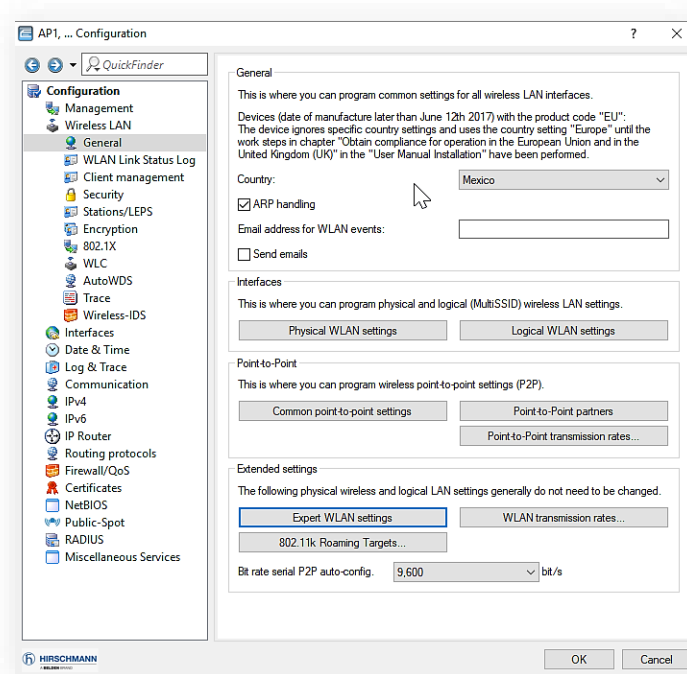 AP1, ... Configuration
?
QuickFinder
Configuration
Management
Wireless LAN
General
WLAN Link Status Log
Client management
Security
Stations/LEPS
Encryption
802.1X
WLC
AutoWDS
Trace
Wireless-IDS
Interfaces
Date & Time
Log & Trace
Communication
IPv4
IPv6
IP Router
Routing protocols
Firewall/QoS
Certificates
NetBIOS
Public-Spot
RADIUS
Miscellaneous Services
General
This is where you can program common settings for all wireless LAN interfaces.
Devices (date of manufacture later than June 12th 2017) with the product code "EU":
The device ignores specific country settings and uses the country setting "Europe" until the
work steps in chapter "Obtain compliance for operation in the European Union and in the
United Kingdom (UK)" in the "User Manual Installation" have been performed.
Country: Mexico
ARP handling
Email address for WLAN events:
Send emails
Interfaces
This is where you can program physical and logical (MultiSSID) wireless LAN settings.
Physical WLAN settings Logical WLAN settings
Point-to-Point
This is where you can program wireless point-to-point settings (P2P).
Common point-to-point settings Point-to-Point partners
Point-to-Point transmission rates...
Extended settings
The following physical wireless and logical LAN settings generally do not need to be changed.
Expert WLAN settings WLAN transmission rates...
802.11k Roaming Targets...
Bit rate serial P2P auto-config. 9,600 bit/s
HIRSCHMANN
A BELDEN BRAND
OK Cancel